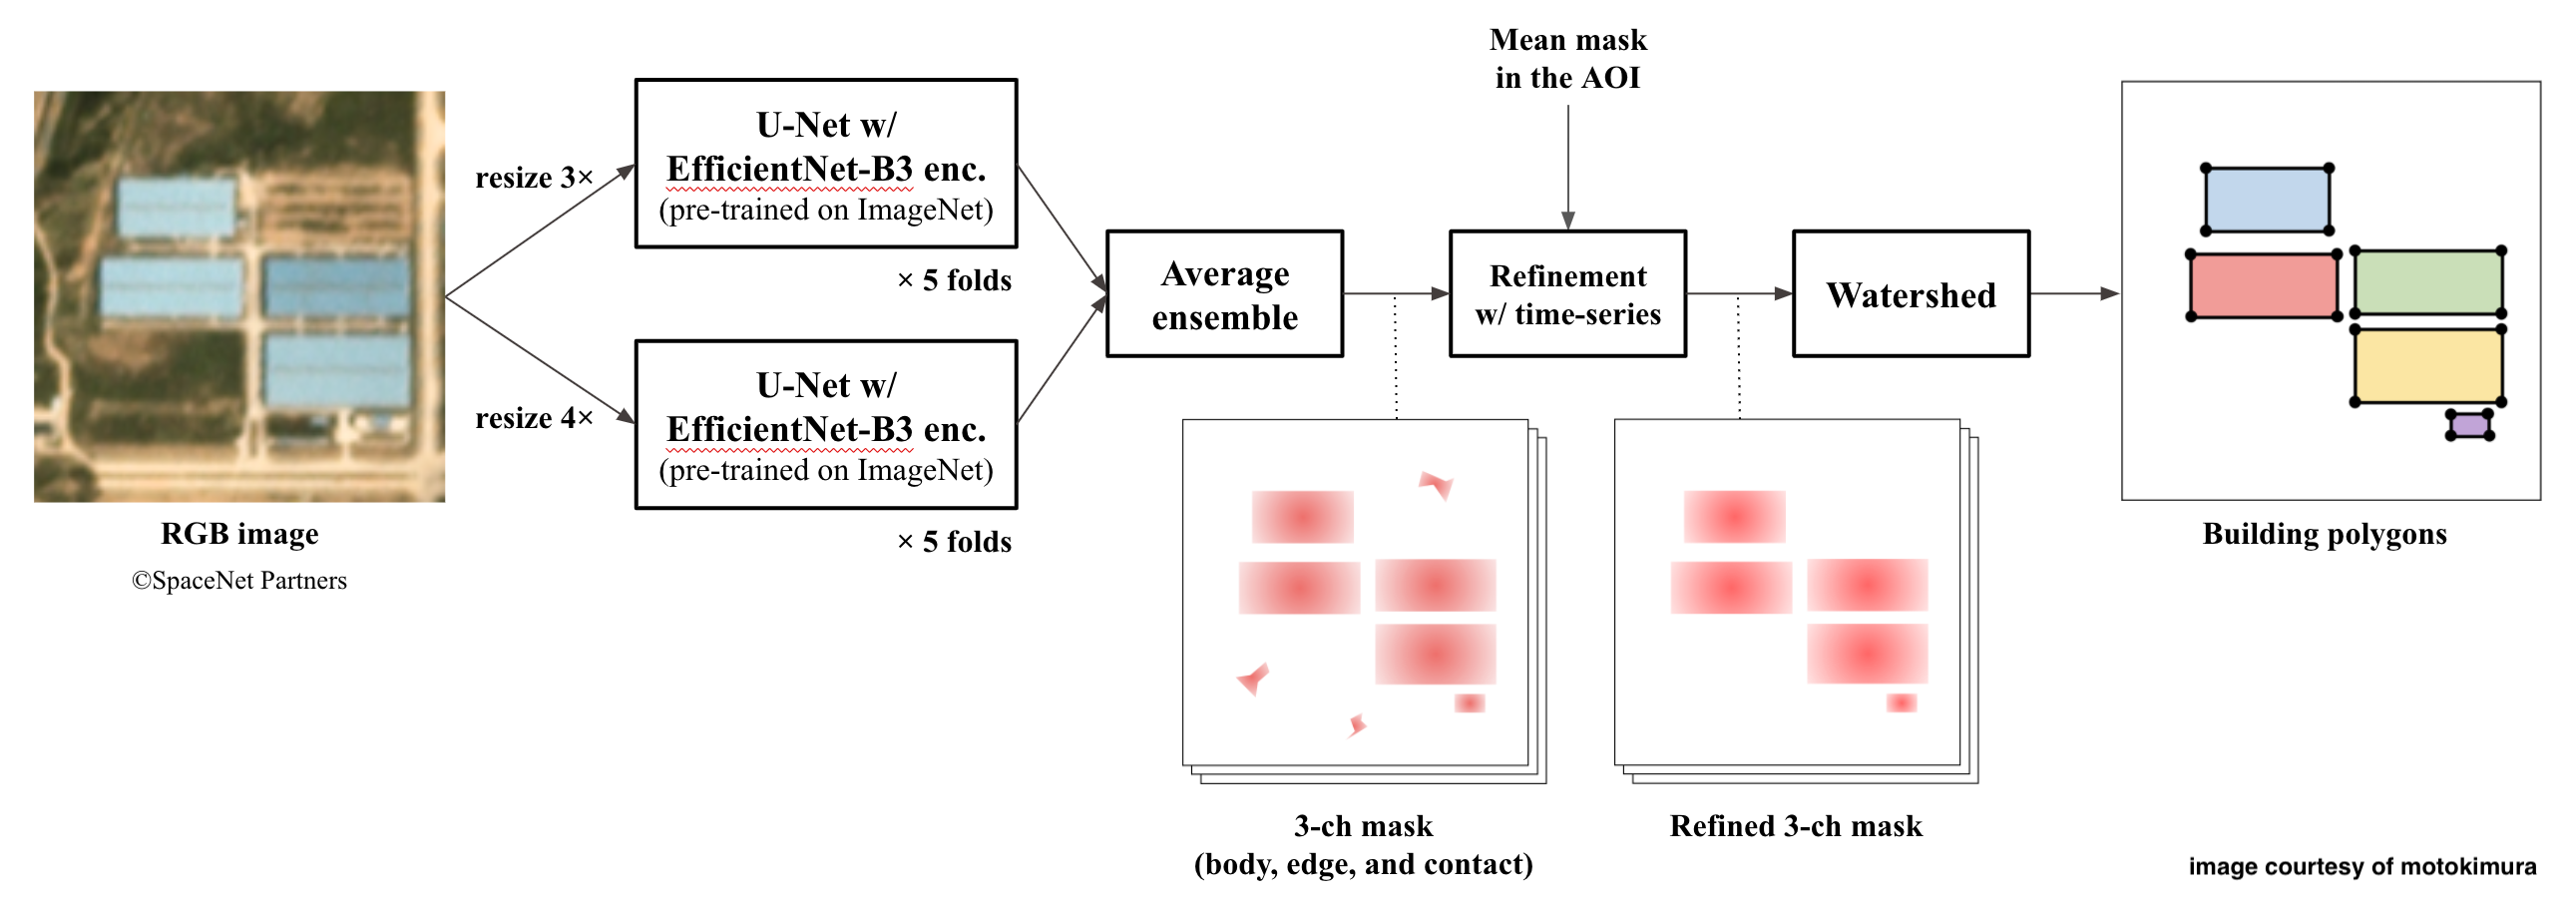 RGB image
©SpaceNet Partners
resize 3×
resize 4×
U-Net w/
EfficientNet-B3 enc.
(pre-trained on ImageNet)
× 5 folds
U-Net w/
EfficientNet-B3 enc.
(pre-trained on ImageNet)
× 5 folds
Average
ensemble
Mean mask
in the AOI
Refinement
w/ time-series
Watershed
3-ch mask
(body, edge, and contact)
Refined 3-ch mask
Building polygons
image courtesy of motokimura